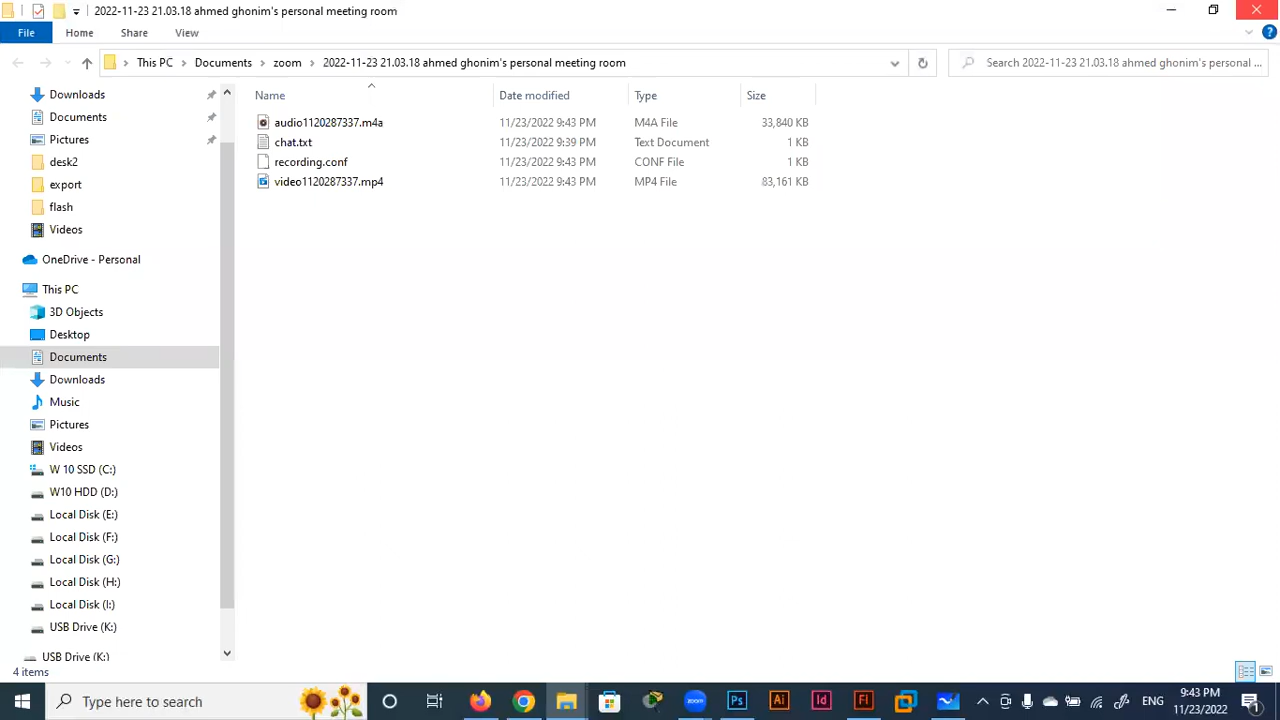 2022-11-23 21.03.18 ahmed ghonim's personal meeting room
File Home Share View
This PC Documents zoom 2022-11-23 21.03.18 ahmed ghonim's personal meeting room
Search 2022-11-23 21.03.18 ahmed ghonim's personal ...
Name Date modified Type Size
audio1120287337.m4a 11/23/2022 9:43 PM M4A File 33,840 KB
chat.txt 11/23/2022 9:39 PM Text Document 1 KB
recording.conf 11/23/2022 9:43 PM CONF File 1 KB
video1120287337.mp4 11/23/2022 9:43 PM MP4 File 83,161 KB
Downloads
Documents
Pictures
desk2
export
flash
Videos
OneDrive - Personal
This PC
3D Objects
Desktop
Documents
Downloads
Music
Pictures
Videos
W 10 SSD (C:)
W10 HDD (D:)
Local Disk (E:)
Local Disk (F:)
Local Disk (G:)
Local Disk (H:)
Local Disk (I:)
USB Drive (K:)
USB Drive (K:)
4 items
Type here to search
zoom
Ps
Ai
Id
Fl
ENG
9:43 PM
11/23/2022
1